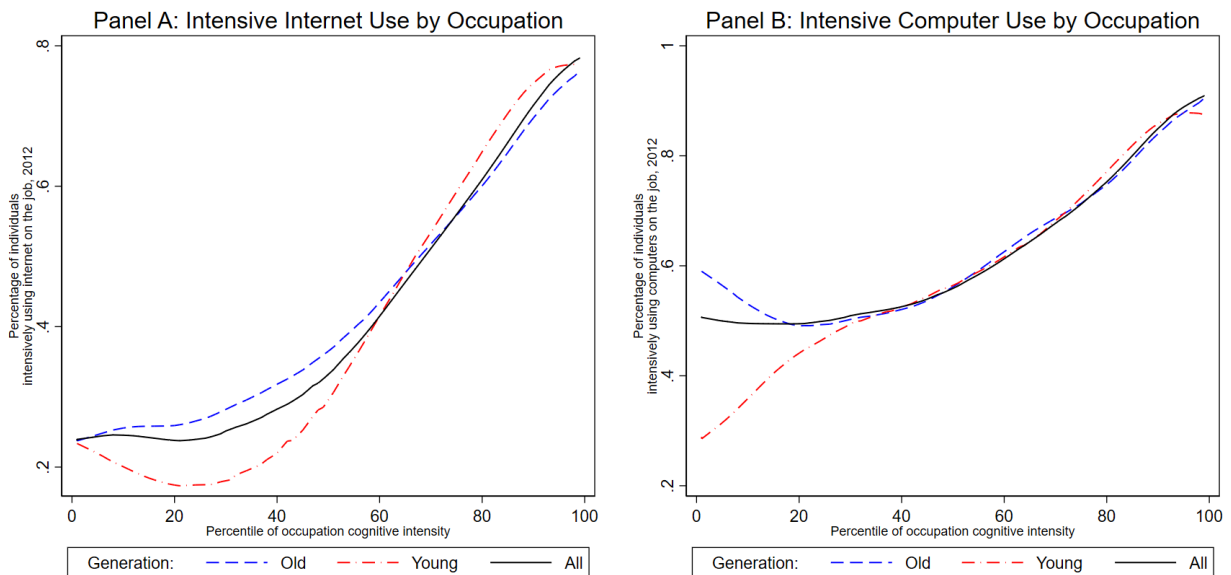 Panel A: Intensive Internet Use by Occupation
Percentage of individuals
intensively using internet on the job, 2012
.8
.6
.4
.2
0
20
40
60
80
100
Percentile of occupation cognitive intensity
Generation: Old Young All
Panel B: Intensive Computer Use by Occupation
Percentage of individuals
intensively using computers on the job, 2012
1
.8
.6
.4
.2
0
20
40
60
80
100
Percentile of occupation cognitive intensity
Generation: Old Young All